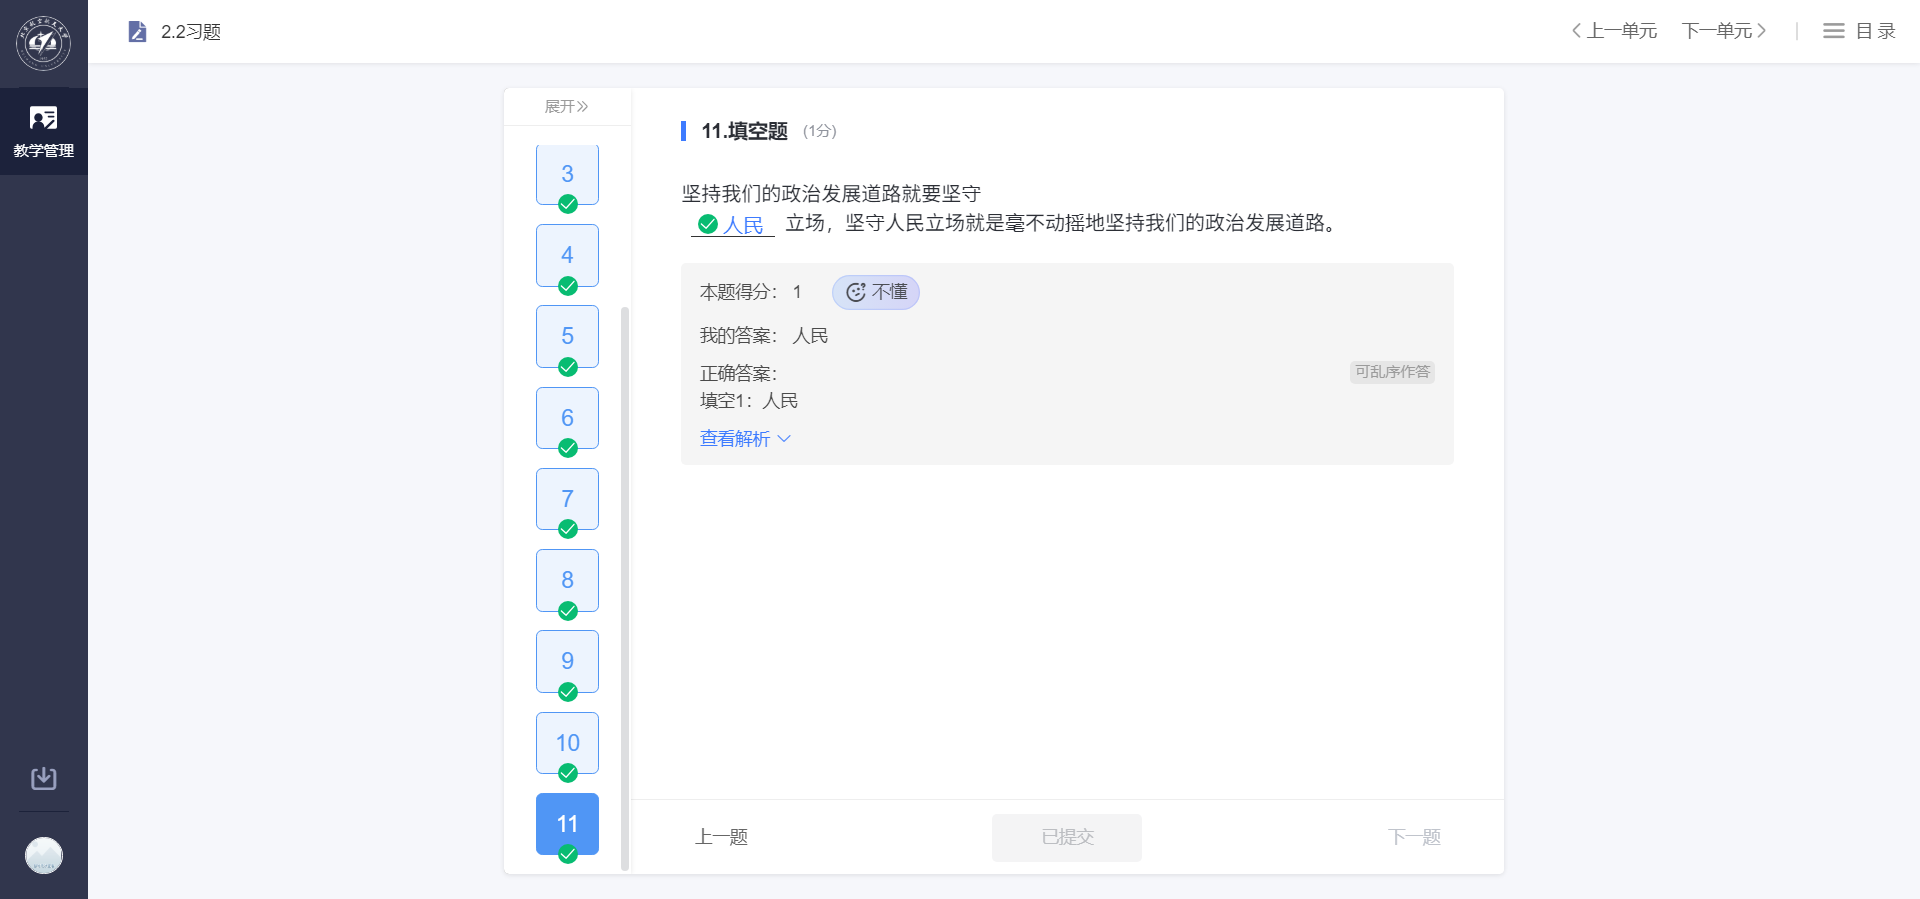 2.2习题
上一单元
下一单元
目录
教学管理
展开
3
4
5
6
7
8
9
10
11
11.填空题 (1分)
坚持我们的政治发展道路就要坚守
人民 立场，坚守人民立场就是毫不动摇地坚持我们的政治发展道路。
本题得分： 1 不懂
我的答案： 人民
正确答案：
可乱序作答
填空1：人民
查看解析
上一题
已提交
下一题